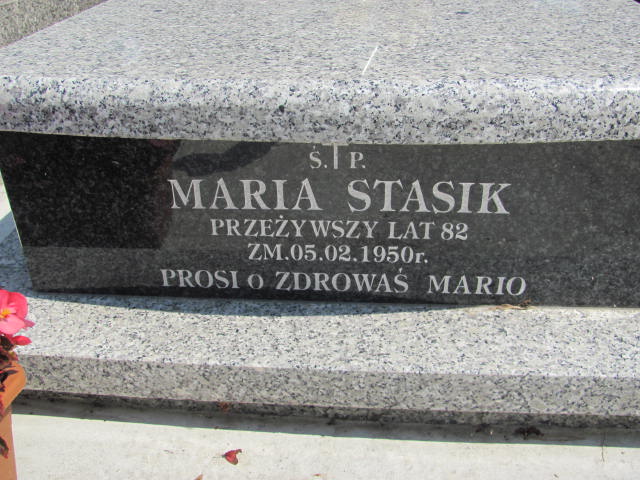 Ś.†P.
MARIA STASIK
PRZEŻYWSZY LAT 82
ZM.05.02.1950r.
PROSI o ZDROWAŚ MARIO